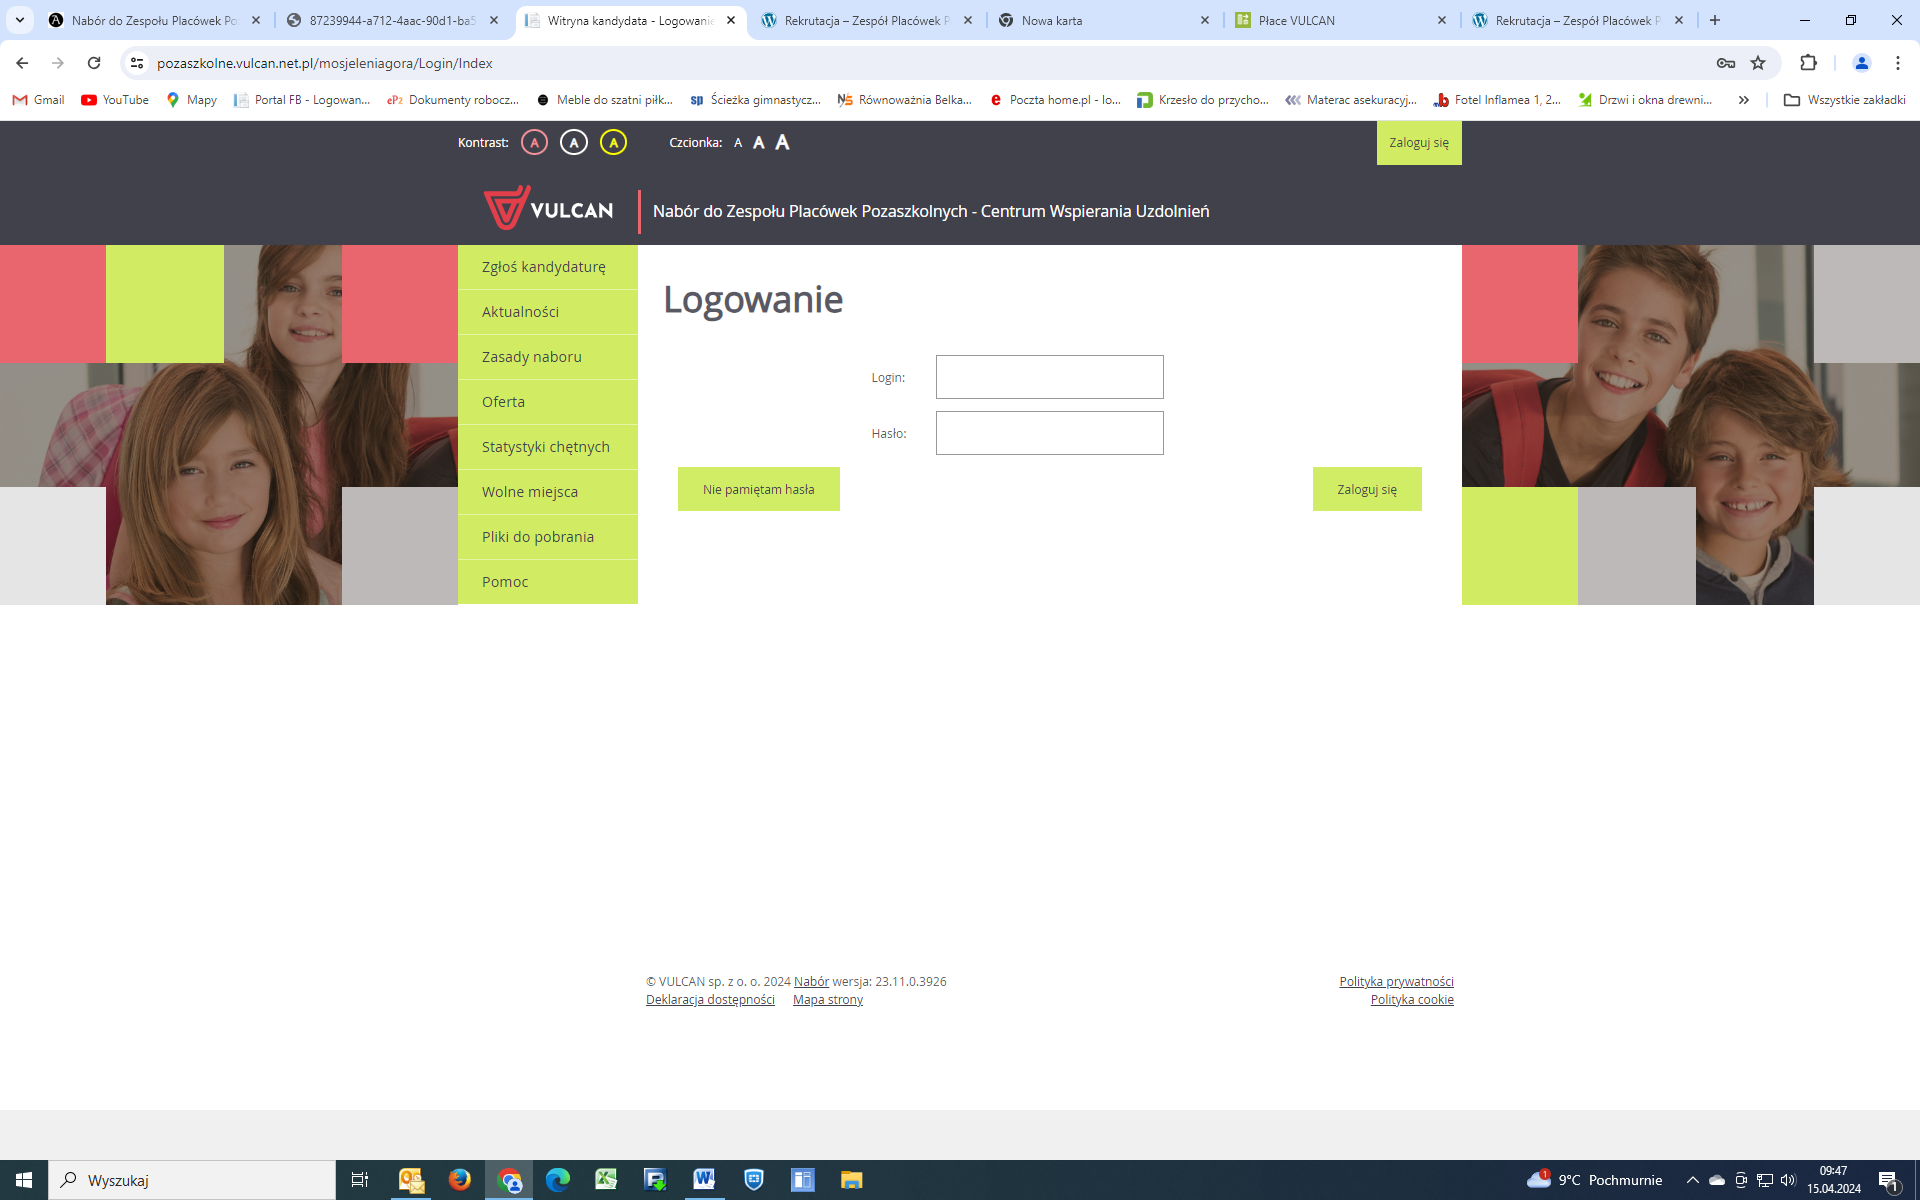 Nabór do Zespołu Placówek Po
87239944-a712-4aac-90d1-ba5
Witryna kandydata - Logowanie
Rekrutacja – Zespół Placówek P
Nowa karta
Płace VULCAN
Rekrutacja – Zespół Placówek P
pozaszkolne.vulcan.net.pl/mosjeleniagora/Login/Index
Gmail
YouTube
Mapy
Portal FB - Logowan...
Dokumenty robocz...
Meble do szatni piłk...
Ścieżka gimnastycz...
Równoważnia Belka...
Poczta home.pl - lo...
Krzesło do przycho...
Materac asekuracyj...
Fotel Inflamea 1, 2...
Drzwi i okna drewni...
Wszystkie zakładki
Kontrast: A A A Czcionka: A A A
Zaloguj się
VULCAN
Nabór do Zespołu Placówek Pozaszkolnych - Centrum Wspierania Uzdolnień
Zgłoś kandydaturę
Aktualności
Zasady naboru
Oferta
Statystyki chętnych
Wolne miejsca
Pliki do pobrania
Pomoc
Logowanie
Login:
Hasło:
Nie pamiętam hasła
Zaloguj się
© VULCAN sp. z o. o. 2024 Nabór wersja: 23.11.0.3926
Deklaracja dostępności Mapa strony
Polityka prywatności
Polityka cookie
Wyszukaj
9°C Pochmurnie
09:47
15.04.2024